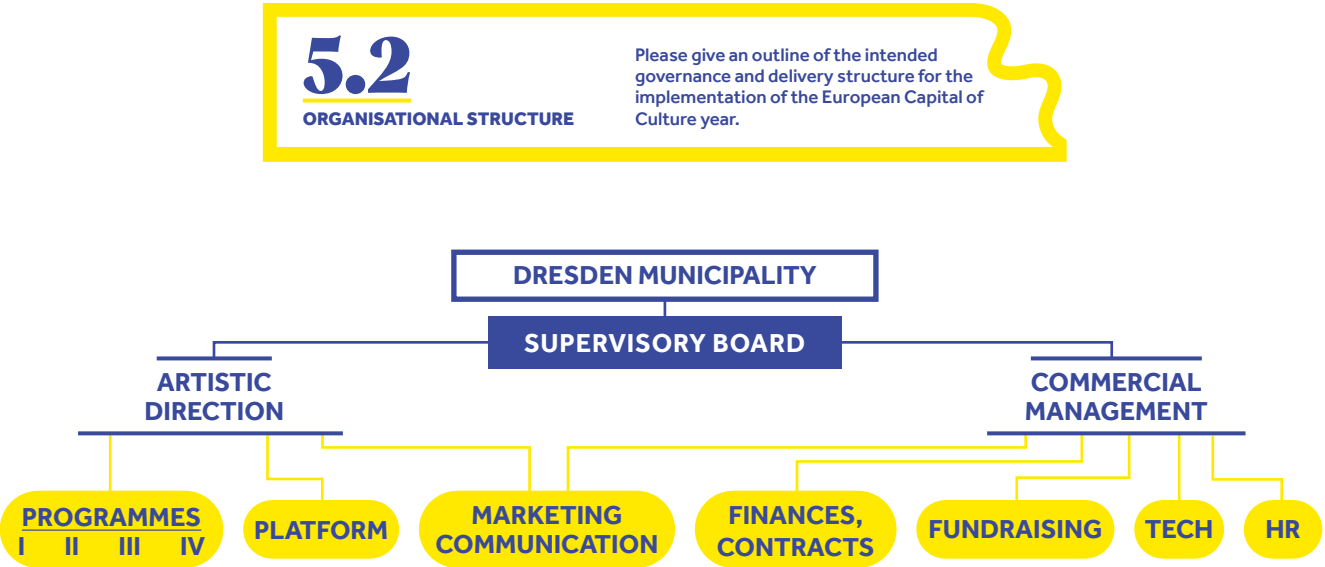 5.2
ORGANISATIONAL STRUCTURE
Please give an outline of the intended
governance and delivery structure for the
implementation of the European Capital of
Culture year.
DRESDEN MUNICIPALITY
SUPERVISORY BOARD
ARTISTIC
DIRECTION
COMMERCIAL
MANAGEMENT
PROGRAMMES
I II III IV
PLATFORM
MARKETING
COMMUNICATION
FINANCES,
CONTRACTS
FUNDRAISING
TECH
HR